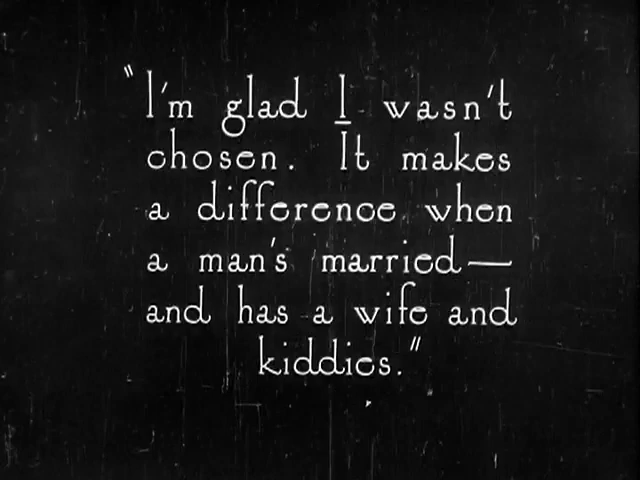 "I'm glad I wasn't
chosen. It makes
a difference when
a man's married—
and has a wife and
kiddies."